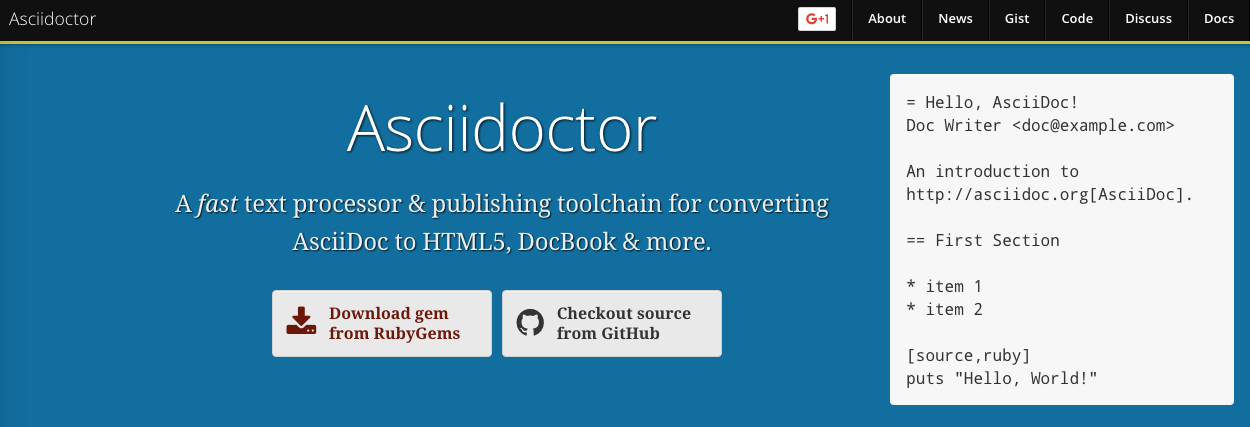 Asciidoctor
G+1
About
News
Gist
Code
Discuss
Docs
Asciidoctor
A fast text processor & publishing toolchain for converting
AsciiDoc to HTML5, DocBook & more.
Download gem
from RubyGems
Checkout source
from GitHub
= Hello, AsciiDoc!
Doc Writer <doc@example.com>
An introduction to
http://asciidoc.org[AsciiDoc].
== First Section
* item 1
* item 2
[source,ruby]
puts "Hello, World!"